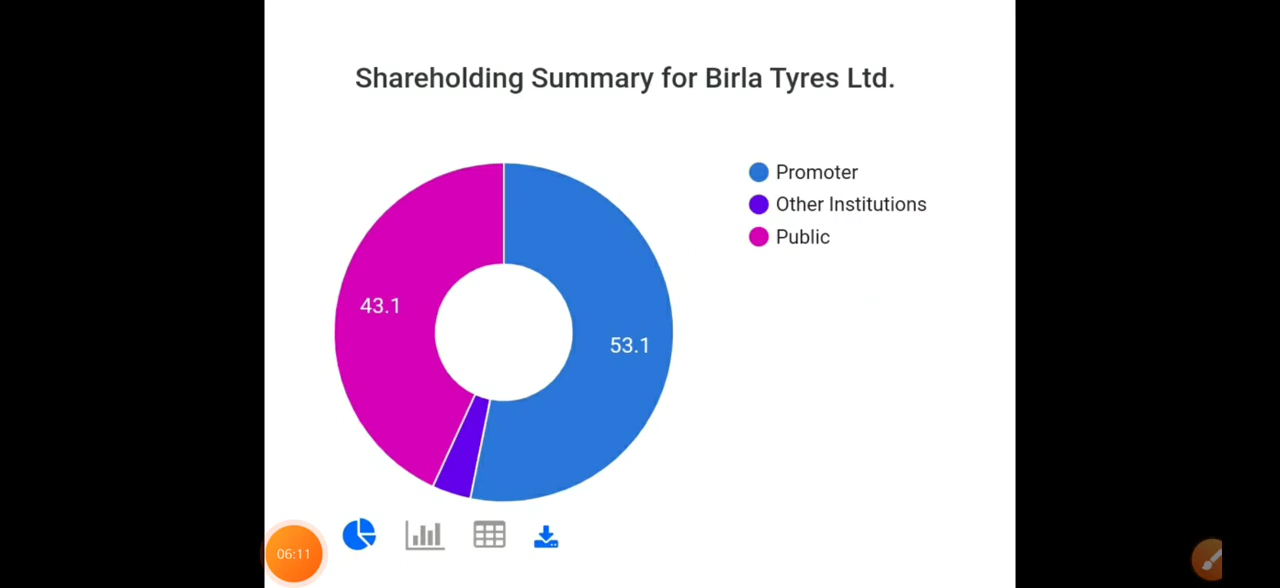 Shareholding Summary for Birla Tyres Ltd.
Promoter
Other Institutions
Public
43.1
53.1
06:11